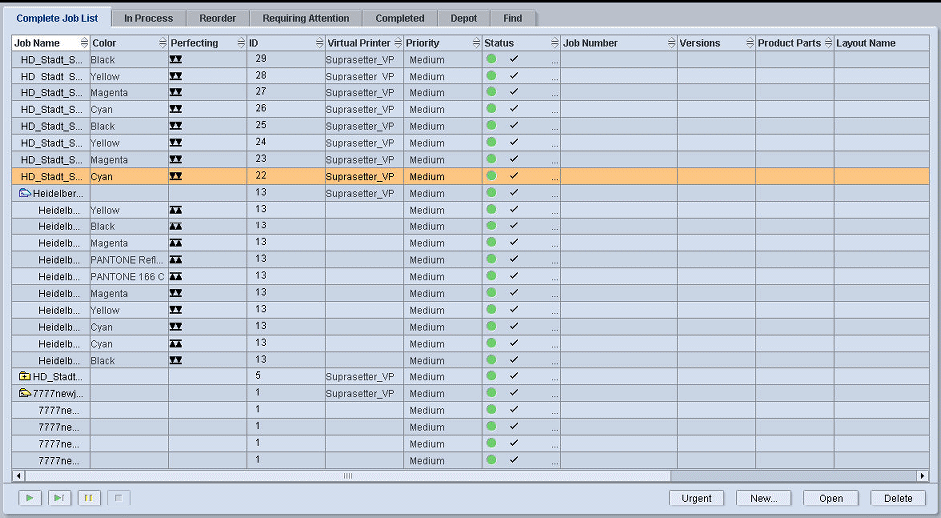 Complete Job List In Process Reorder Requiring Attention Completed Depot Find
Job Name Color Perfecting ID Virtual Printer Priority Status Job Number Versions Product Parts Layout Name
HD_Stadt_S... Black 29 Suprasetter_VP Medium ...
HD_Stadt_S... Yellow 28 Suprasetter_VP Medium ...
HD_Stadt_S... Magenta 27 Suprasetter_VP Medium ...
HD_Stadt_S... Cyan 26 Suprasetter_VP Medium ...
HD_Stadt_S... Black 25 Suprasetter_VP Medium ...
HD_Stadt_S... Yellow 24 Suprasetter_VP Medium ...
HD_Stadt_S... Magenta 23 Suprasetter_VP Medium ...
HD_Stadt_S... Cyan 22 Suprasetter_VP Medium ...
Heidelber... 13 Suprasetter_VP Medium ...
Heidelb... Yellow 13 Medium ...
Heidelb... Black 13 Medium ...
Heidelb... Magenta 13 Medium ...
Heidelb... PANTONE Refl... 13 Medium ...
Heidelb... PANTONE 166 C 13 Medium ...
Heidelb... Magenta 13 Medium ...
Heidelb... Yellow 13 Medium ...
Heidelb... Cyan 13 Medium ...
Heidelb... Cyan 13 Medium ...
Heidelb... Black 13 Medium ...
HD_Stadt... 5 Suprasetter_VP Medium ...
7777newj... 1 Suprasetter_VP Medium ...
7777ne... 1 Medium ...
7777ne... 1 Medium ...
7777ne... 1 Medium ...
7777ne... 1 Medium ...
Urgent New... Open Delete